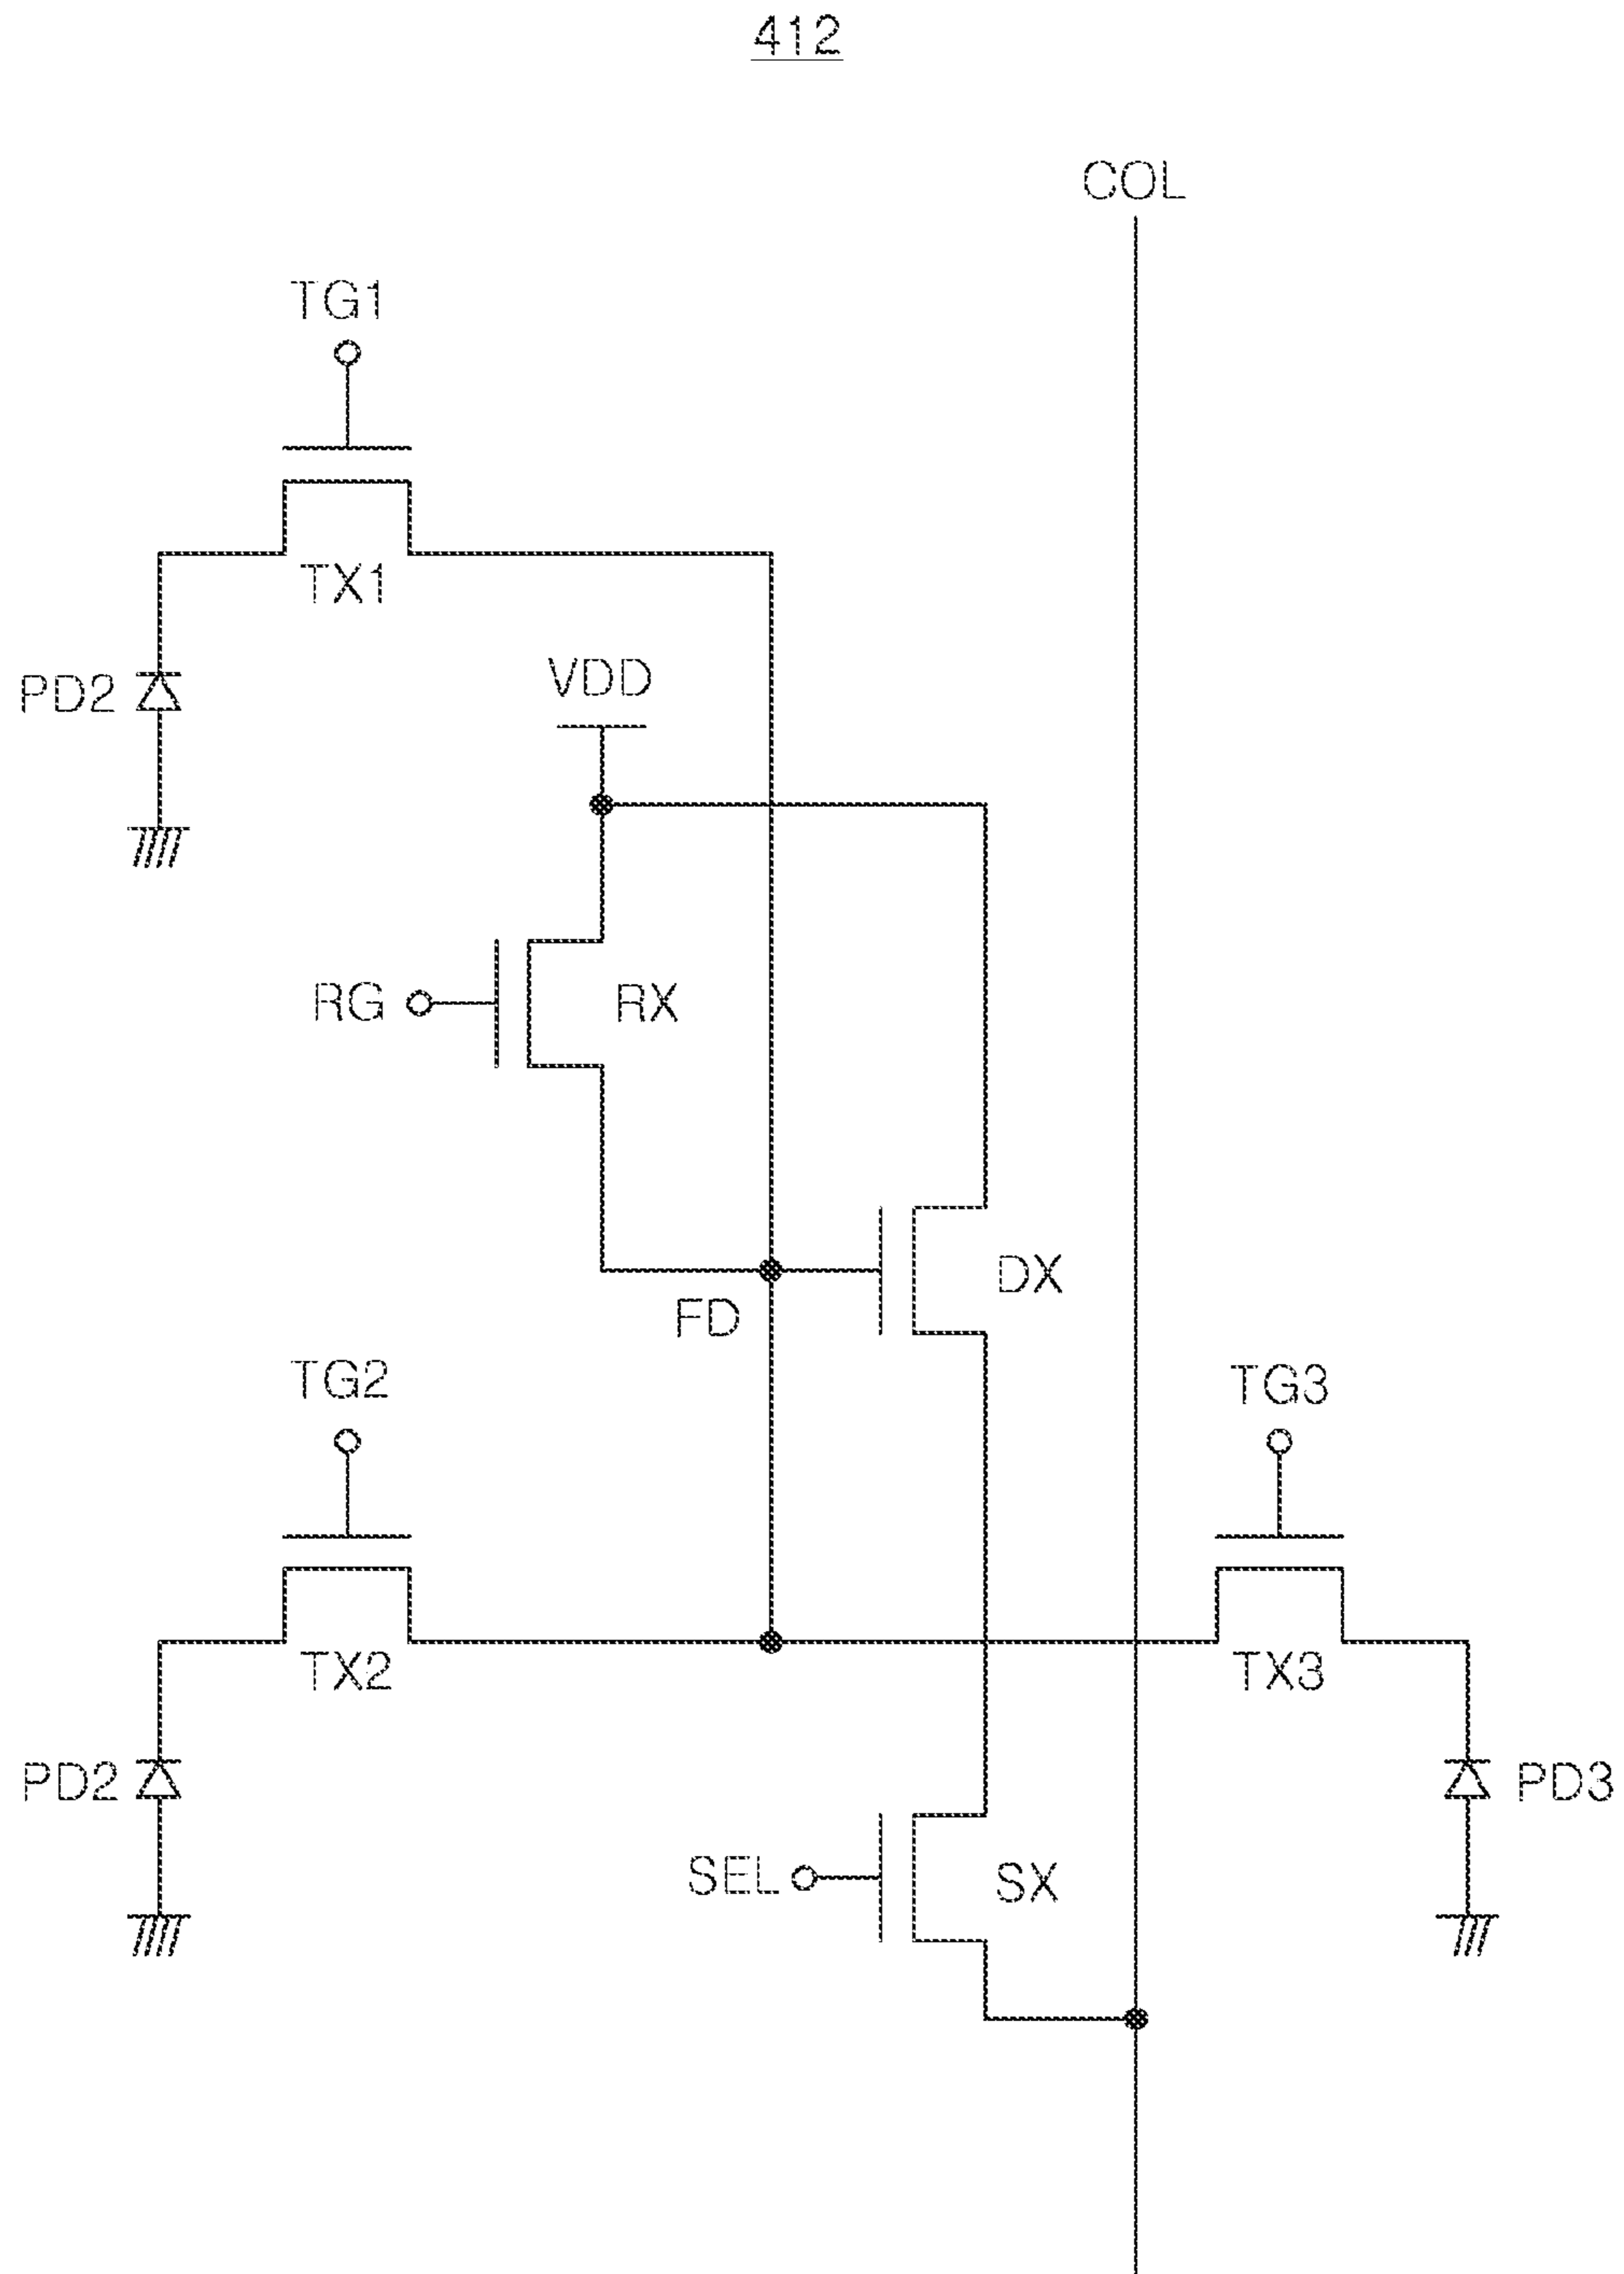 412
COL
TG1
TX1
PD2
VDD
RG
RX
DX
FD
TG2
TG3
TX2
TX3
PD2
PD3
SEL
SX